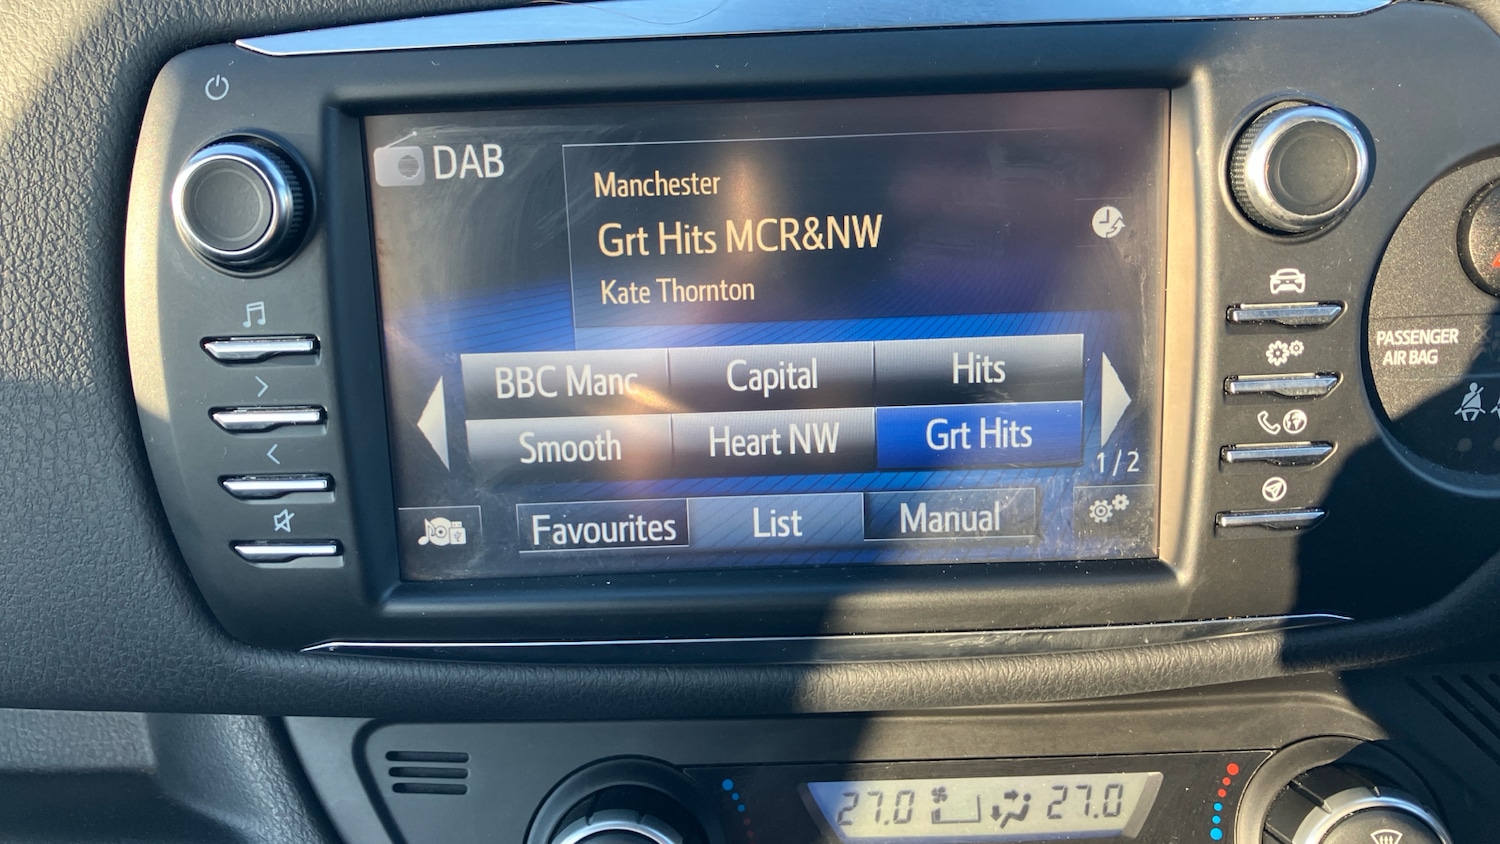 DAB
Manchester
Grt Hits MCR&NW
Kate Thornton
BBC Manc Capital Hits
Smooth Heart NW Grt Hits
1/2
Favourites List Manual
PASSENGER
AIR BAG
27.0 27.0